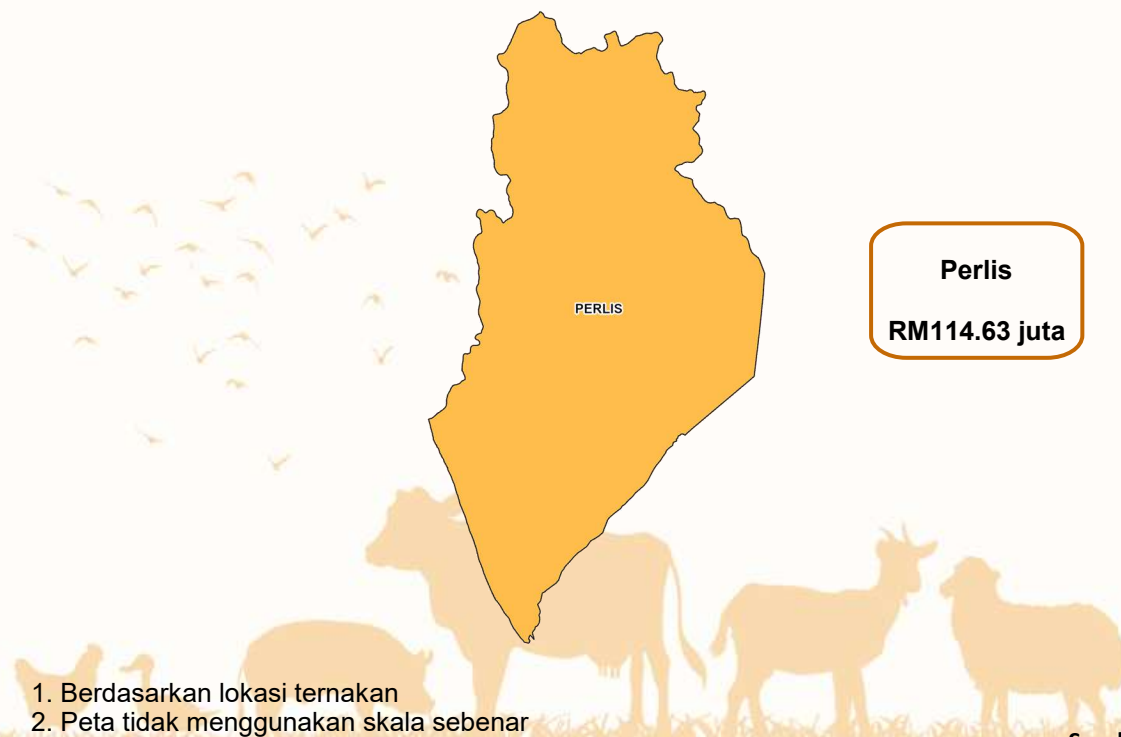 PERLIS
Perlis
RM114.63 juta
1. Berdasarkan lokasi ternakan
2. Peta tidak menggunakan skala sebenar